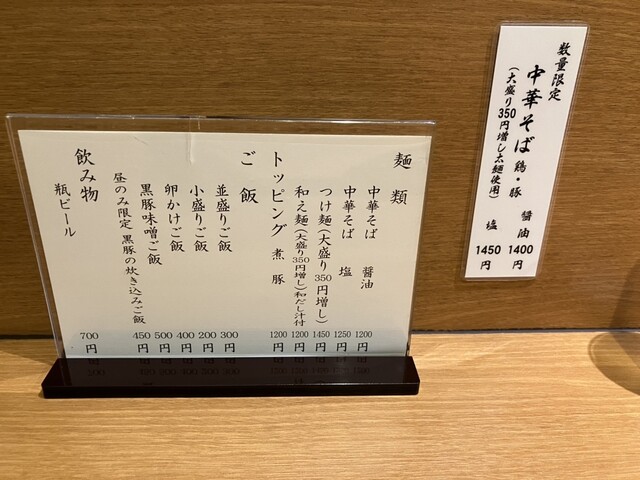 数量限定
中華そば 鶏・豚 醤油 1400円
(大盛り350円増し太麺使用) 塩 1450円
麺類
中華そば 醤油 1200円
中華そば 塩 1250円
つけ麺(大盛り350円増し) 1450円
和え麺(大盛り350円増し)和だし汁付 1200円
トッピング 煮豚 1200円
ご飯
並盛りご飯 300円
小盛りご飯 200円
卵かけご飯 400円
黒豚味噌ご飯 500円
昼のみ限定 黒豚の炊き込みご飯 450円
飲み物
瓶ビール 700円